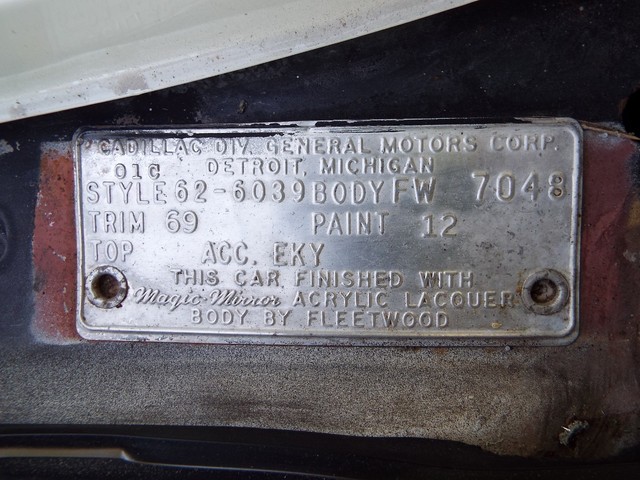 CADILLAC DIV. GENERAL MOTORS CORP.
01C DETROIT, MICHIGAN
STYLE 62-6039 BODY FW 7048
TRIM 69 PAINT 12
TOP ACC. EKY
THIS CAR FINISHED WITH
Magic-Mirror ACRYLIC LACQUER
BODY BY FLEETWOOD